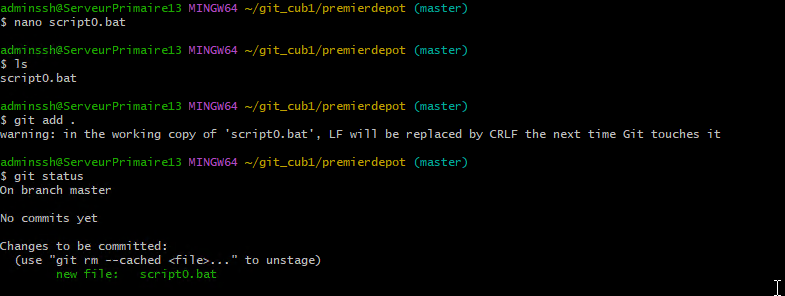 adminssh@ServeurPrimaire13 MINGW64 ~/git_cub1/premierdepot (master)
$ nano script0.bat
adminssh@ServeurPrimaire13 MINGW64 ~/git_cub1/premierdepot (master)
$ ls
script0.bat
adminssh@ServeurPrimaire13 MINGW64 ~/git_cub1/premierdepot (master)
$ git add .
warning: in the working copy of 'script0.bat', LF will be replaced by CRLF the next time Git touches it
adminssh@ServeurPrimaire13 MINGW64 ~/git_cub1/premierdepot (master)
$ git status
On branch master
No commits yet
Changes to be committed:
  (use "git rm --cached <file>..." to unstage)
        new file:   script0.bat